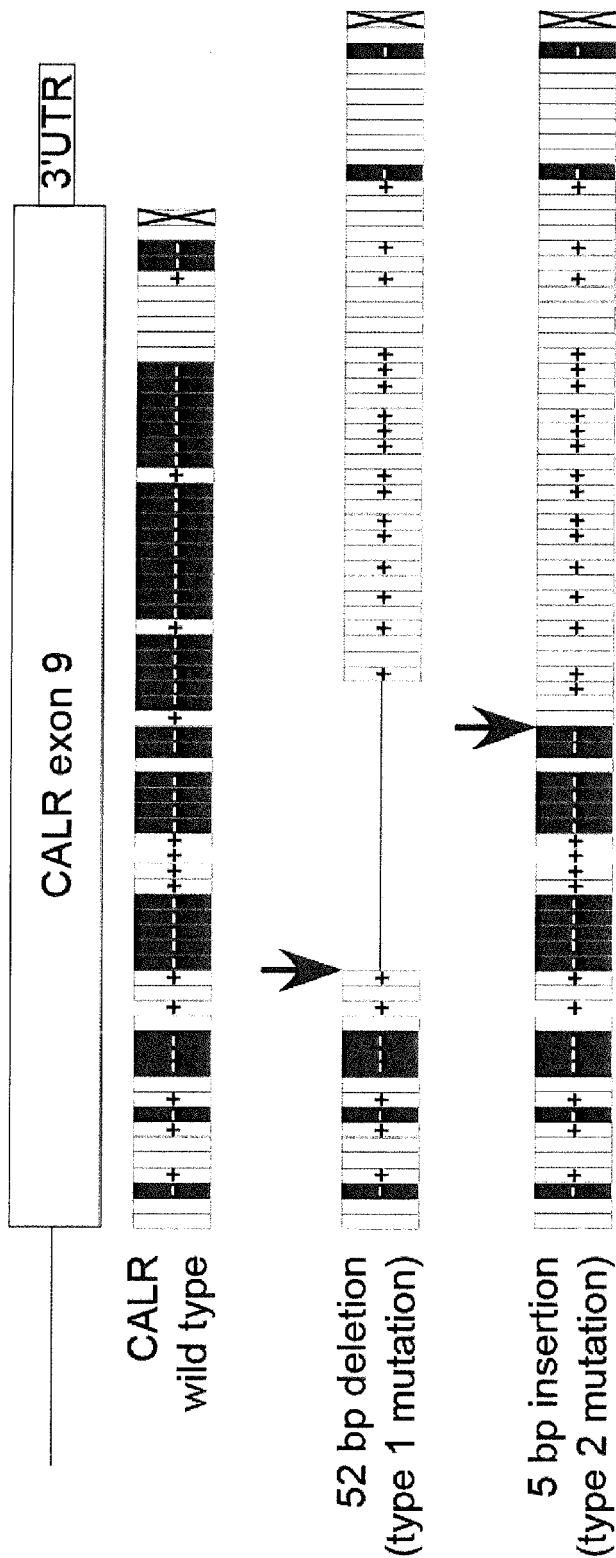 CALR exon 9
3'UTR
CALR
wild type
52 bp deletion
(type 1 mutation)
5 bp insertion
(type 2 mutation)